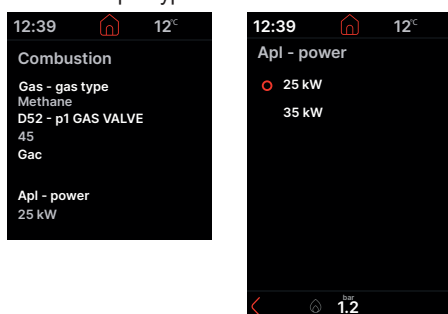 12:39 12°C
Combustion
Gas - gas type
Methane
D52 - p1 GAS VALVE
45
Gac
Apl - power
25 kW
12:39 12°C
Apl - power
25 kW
35 kW
bar
1.2